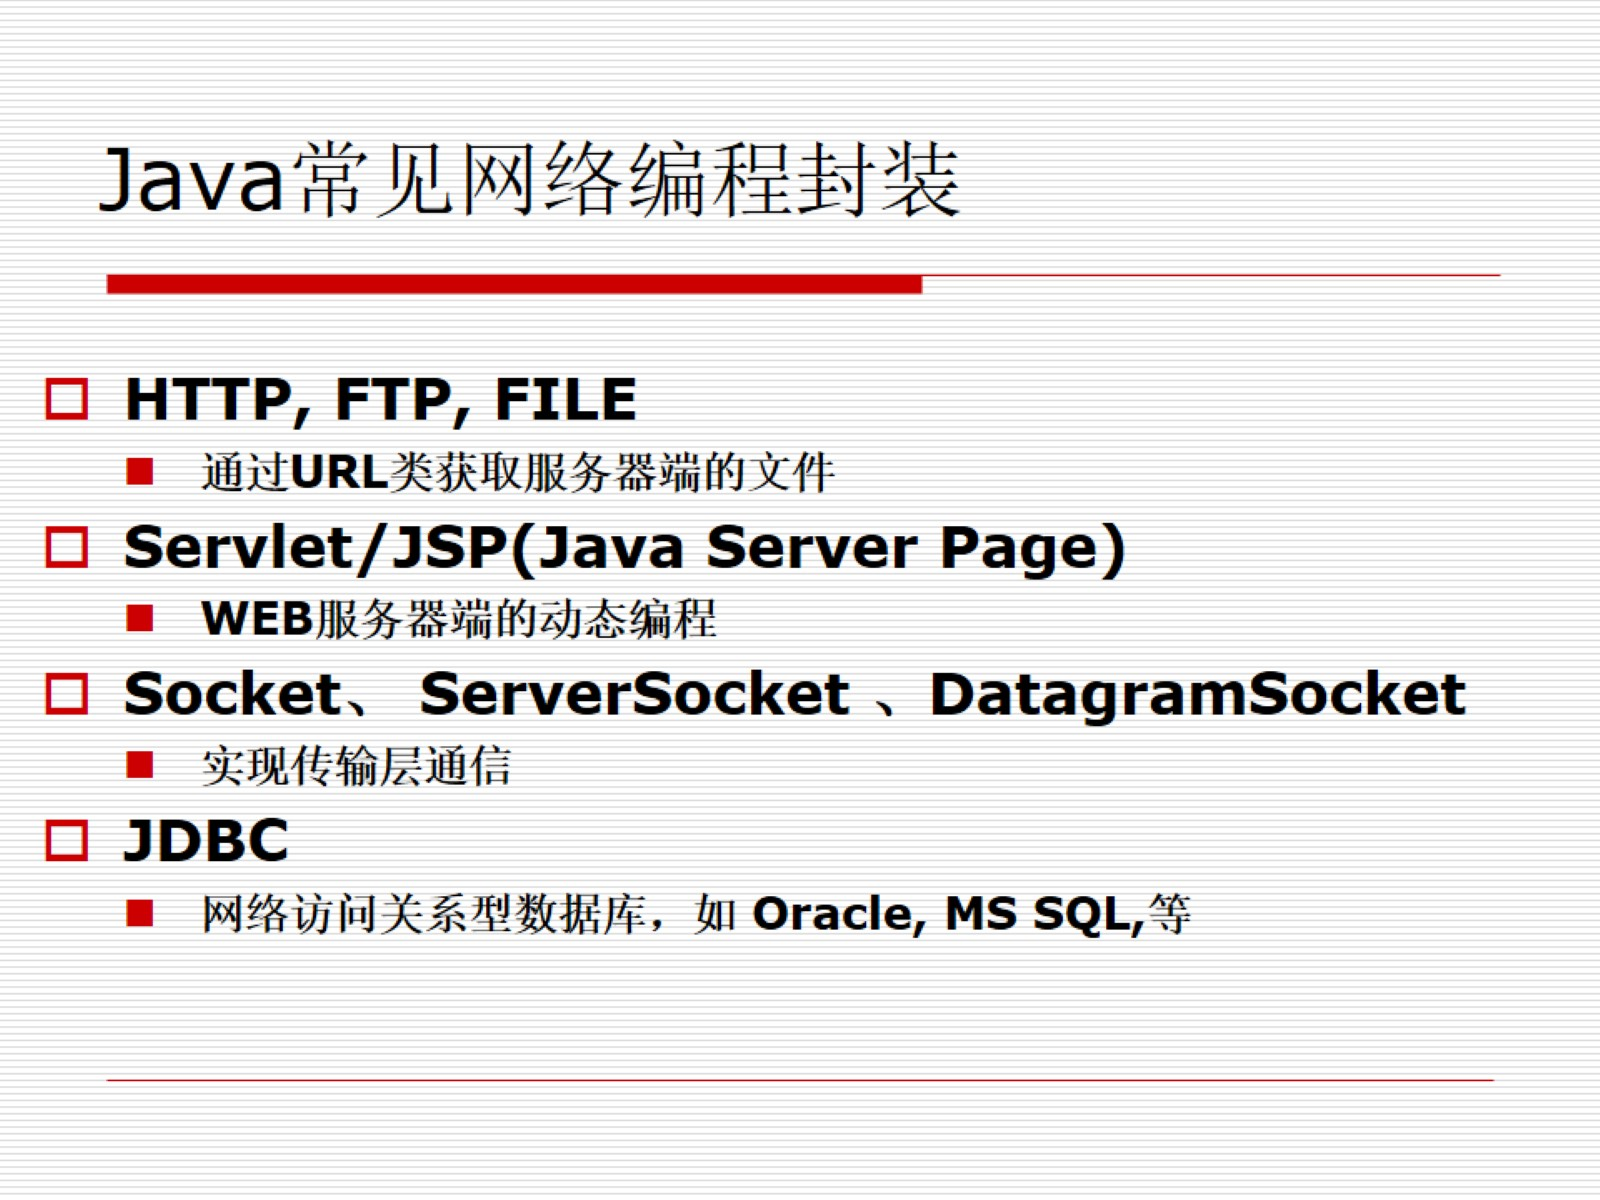 Java常见网络编程封装
HTTP, FTP, FILE
通过URL类获取服务器端的文件
Servlet/JSP(Java Server Page)
WEB服务器端的动态编程
Socket、 ServerSocket 、DatagramSocket
实现传输层通信
JDBC
网络访问关系型数据库，如 Oracle, MS SQL,等